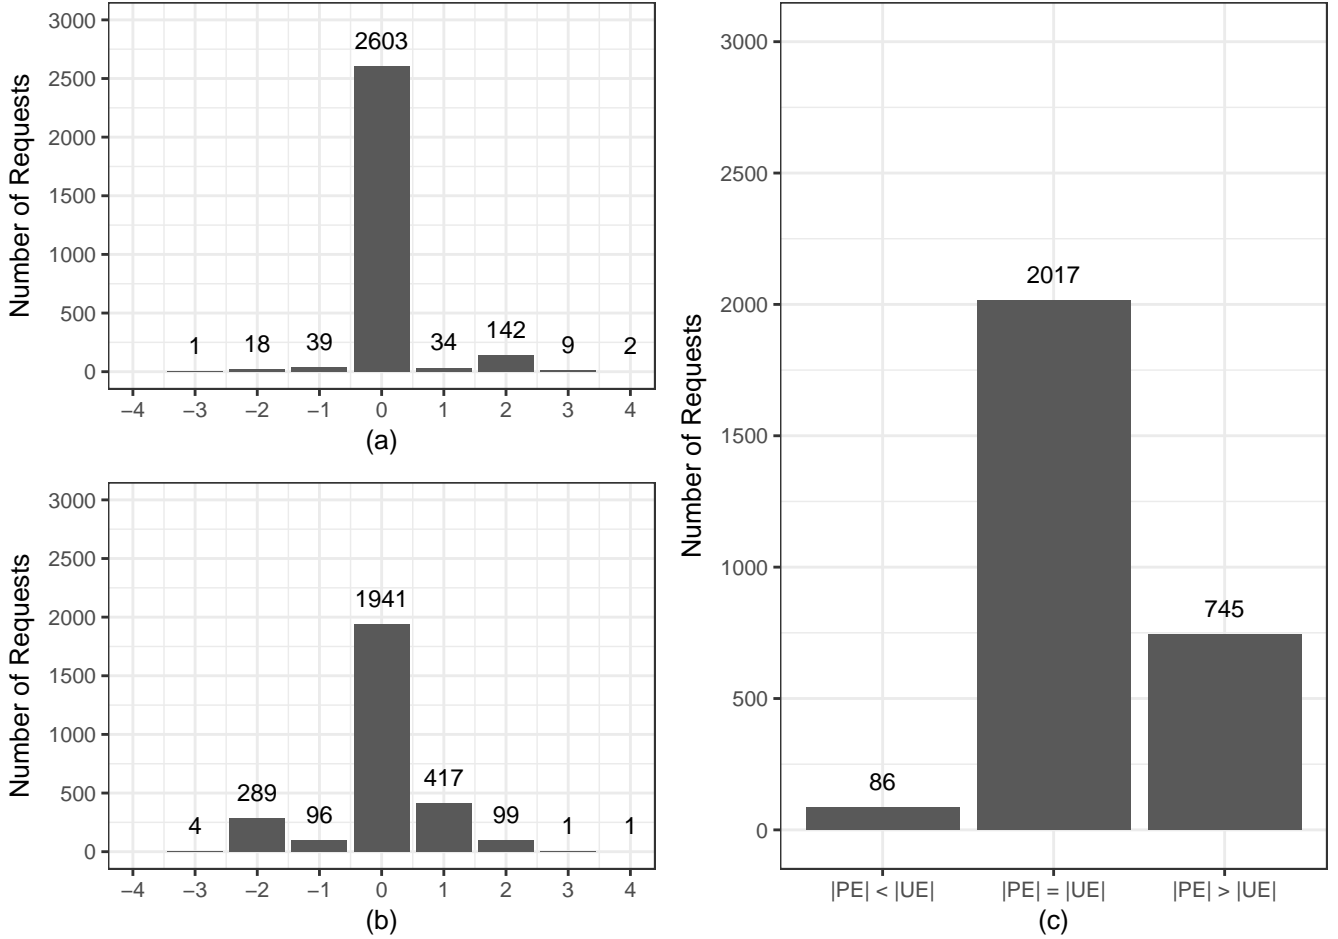 Number of Requests
3000
2500
2000
1500
1000
500
0
1 18 39 2603 34 142 9 2
−4 −3 −2 −1 0 1 2 3 4
(a)
Number of Requests
3000
2500
2000
1500
1000
500
0
4 289 96 1941 417 99 1 1
−4 −3 −2 −1 0 1 2 3 4
(b)
Number of Requests
3000
2500
2000
1500
1000
500
0
86 2017 745
|PE| < |UE| |PE| = |UE| |PE| > |UE|
(c)